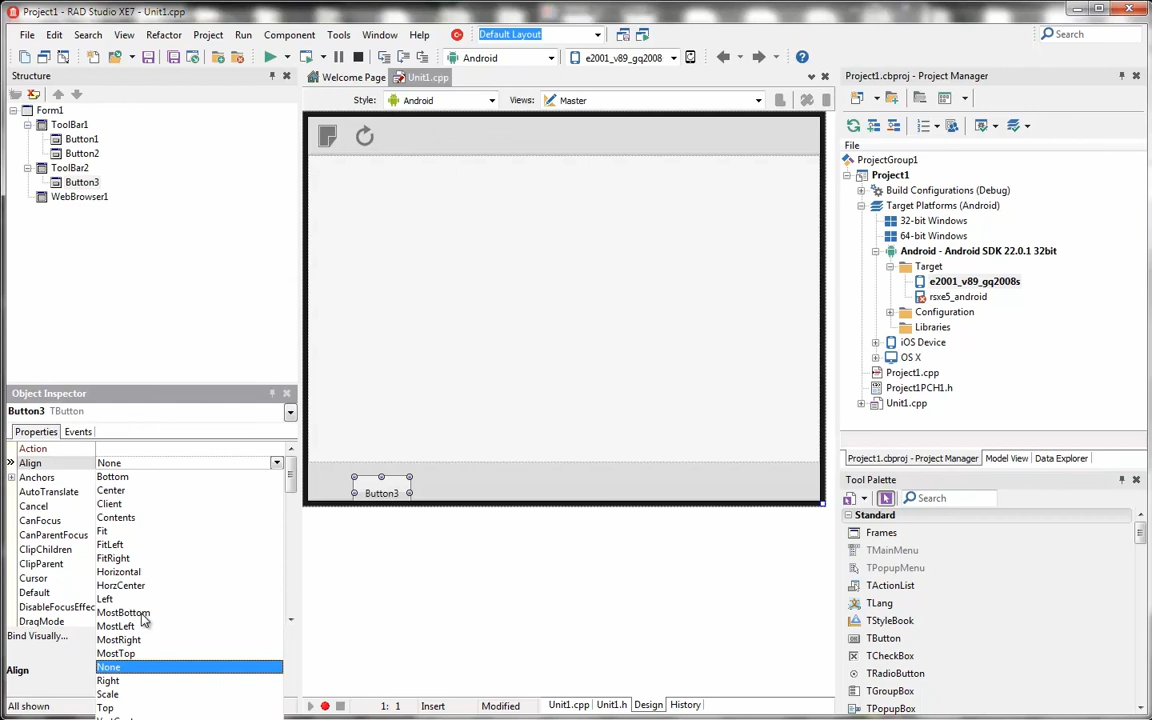 Project1 - RAD Studio XE7 - Unit1.cpp
File Edit Search View Refactor Project Run Component Tools Window Help
Default Layout
Search
Android
e2001_v89_gq2008
Structure
Welcome Page
Unit1.cpp
Project1.cbproj - Project Manager
Style:
Android
Views:
Master
Form1
ToolBar1
Button1
Button2
ToolBar2
Button3
WebBrowser1
File
ProjectGroup1
Project1
Build Configurations (Debug)
Target Platforms (Android)
32-bit Windows
64-bit Windows
Android - Android SDK 22.0.1 32bit
Target
e2001_v89_gq2008s
rsxe5_android
Configuration
Libraries
iOS Device
OS X
Project1.cpp
Project1PCH1.h
Unit1.cpp
Object Inspector
Button3 TButton
Properties Events
Action
Align None
Anchors
AutoTranslate
Cancel
CanFocus
CanParentFocus
ClipChildren
ClipParent
Cursor
Default
DisableFocusEffec
DragMode
Bind Visually...
Align
All shown
Bottom
Center
Client
Contents
Fit
FitLeft
FitRight
Horizontal
HorzCenter
Left
MostBottom
MostLeft
MostRight
MostTop
None
Right
Scale
Top
Button3
1: 1
Insert
Modified
Unit1.cpp
Unit1.h
Design
History
Project1.cbproj - Project Manager
Model View
Data Explorer
Tool Palette
Search
Standard
Frames
TMainMenu
TPopupMenu
TActionList
TLang
TStyleBook
TButton
TCheckBox
TRadioButton
TGroupBox
TPopupBox